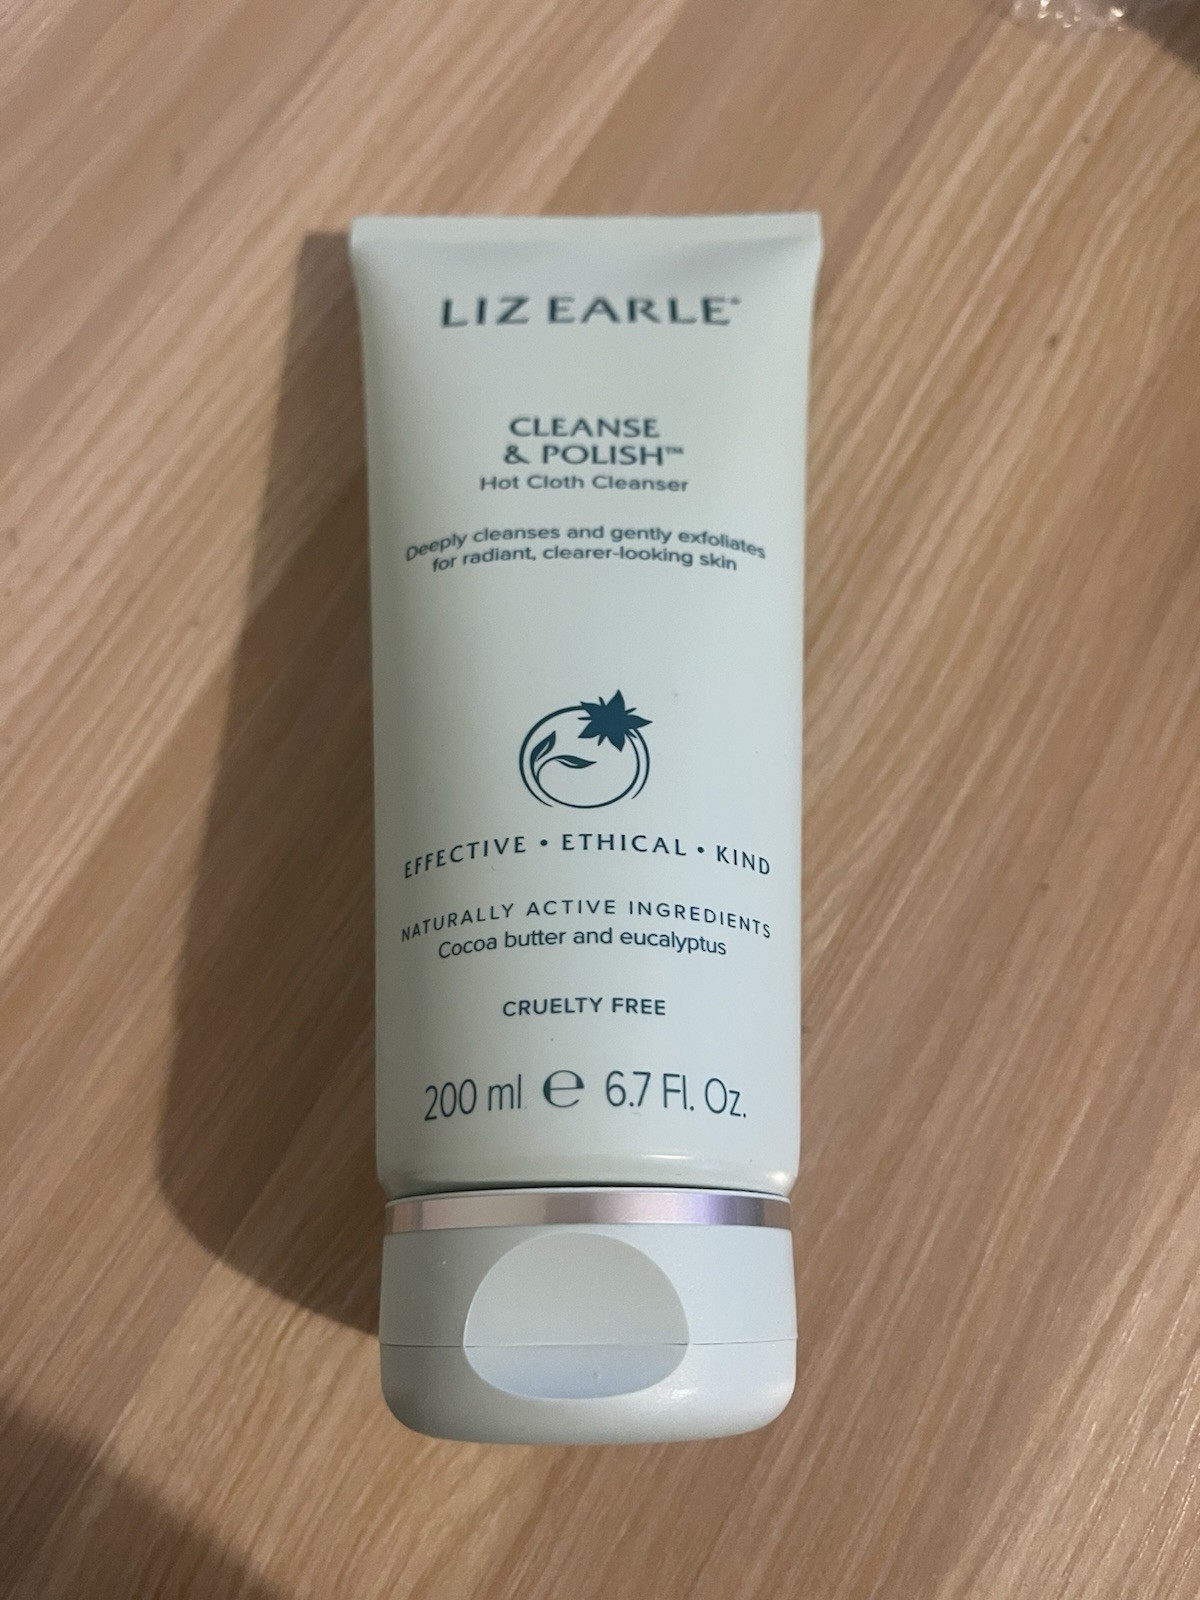 LIZ EARLE®
CLEANSE
& POLISH™
Hot Cloth Cleanser
Deeply cleanses and gently exfoliates
for radiant, clearer-looking skin
EFFECTIVE • ETHICAL • KIND
NATURALLY ACTIVE INGREDIENTS
Cocoa butter and eucalyptus
CRUELTY FREE
200 ml ℮ 6.7 Fl. Oz.